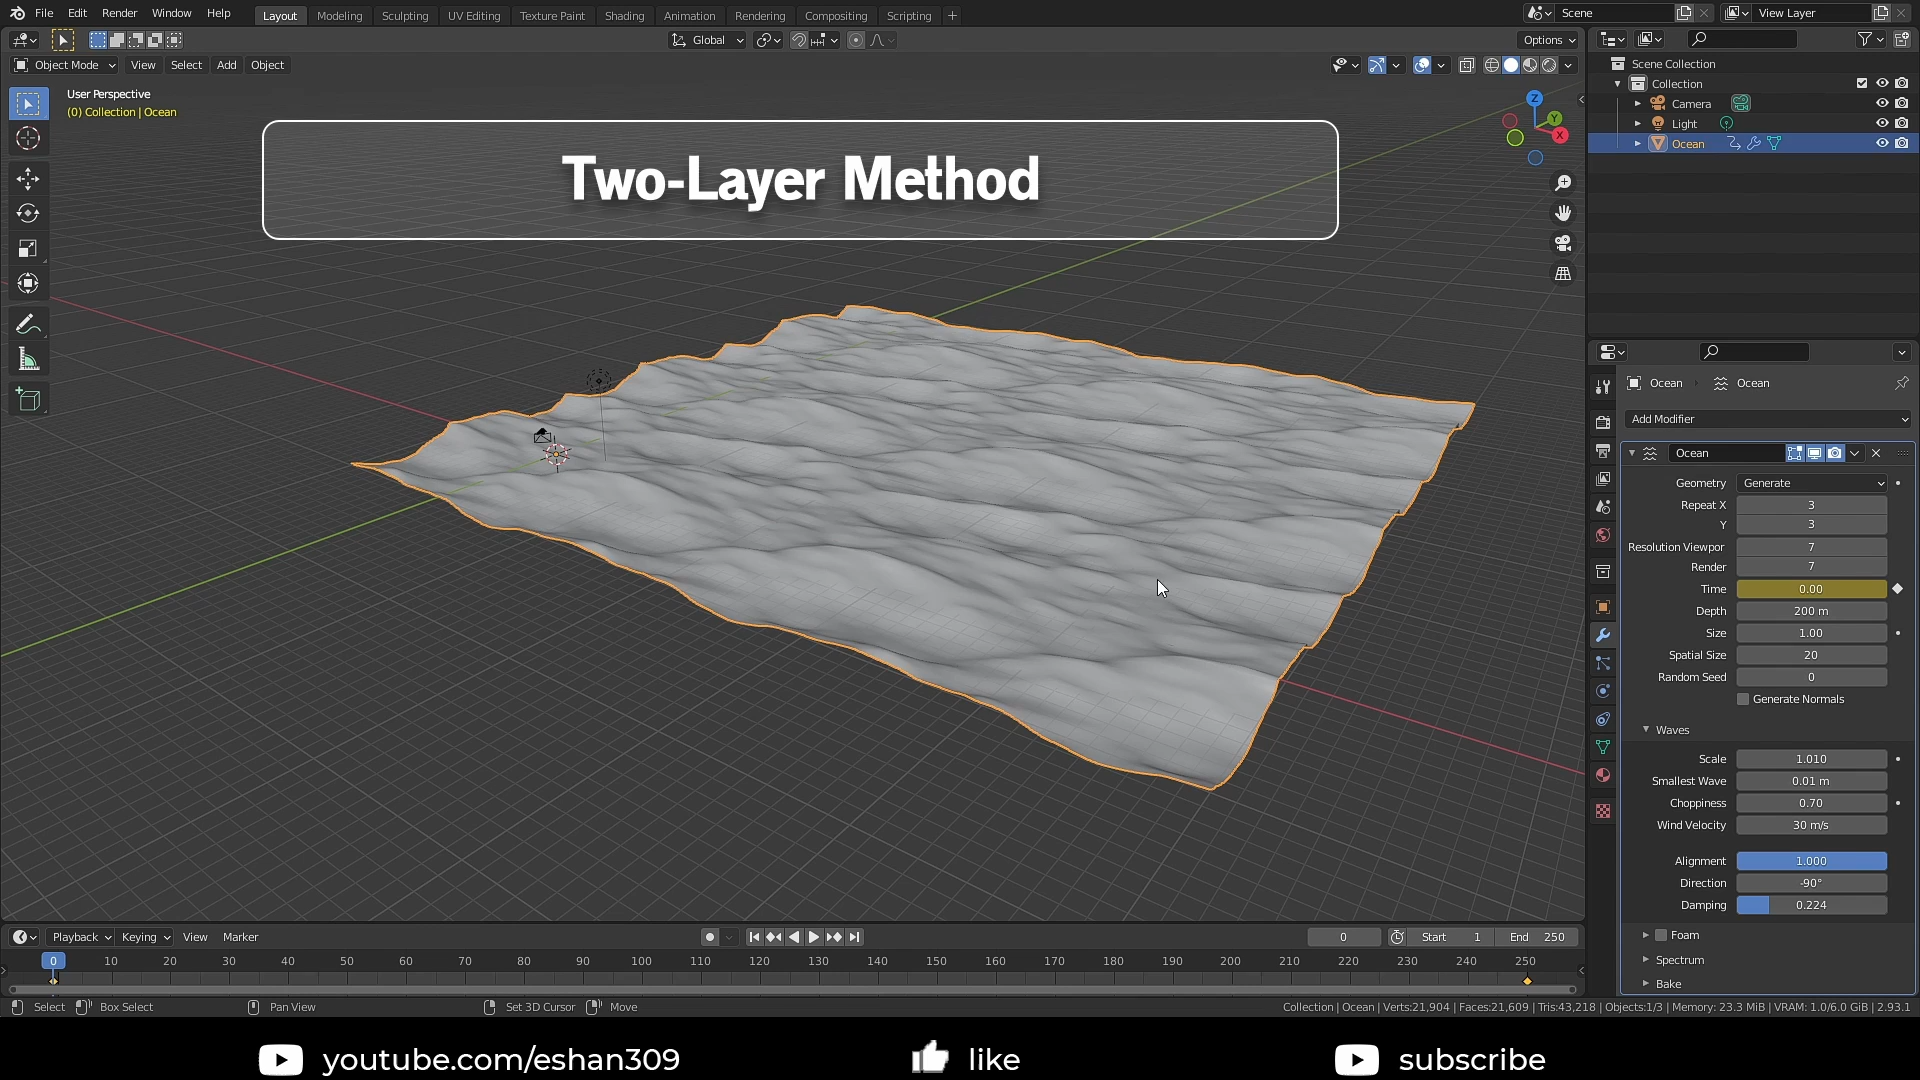 File Edit Render Window Help Layout Modeling Sculpting UV Editing Texture Paint Shading Animation Rendering Compositing Scripting + Scene View Layer
Global Options
Object Mode View Select Add Object
User Perspective
(0) Collection | Ocean
Two-Layer Method
Z
Y
X
Scene Collection
Collection
Camera
Light
Ocean
Ocean › Ocean
Add Modifier
Ocean
Geometry Generate
Repeat X 3
Y 3
Resolution Viewpor 7
Render 7
Time 0.00
Depth 200 m
Size 1.00
Spatial Size 20
Random Seed 0
Generate Normals
Waves
Scale 1.010
Smallest Wave 0.01 m
Choppiness 0.70
Wind Velocity 30 m/s
Alignment 1.000
Direction -90°
Damping 0.224
Foam
Spectrum
Bake
Playback Keying View Marker 0 Start 1 End 250
0 10 20 30 40 50 60 70 80 90 100 110 120 130 140 150 160 170 180 190 200 210 220 230 240 250
Select Box Select Pan View Set 3D Cursor Move Collection | Ocean | Verts:21,904 | Faces:21,609 | Tris:43,218 | Objects:1/3 | Memory: 23.3 MiB | VRAM: 1.0/6.0 GiB | 2.93.1
youtube.com/eshan309 like subscribe